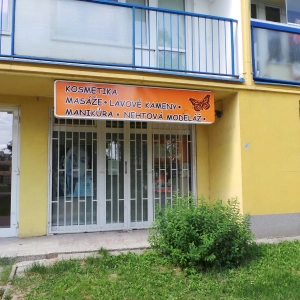 KOSMETIKA
MASÁŽE • LÁVOVÉ KAMENY •
MANIKÚRA • NEHTOVÁ MODELÁŽ •